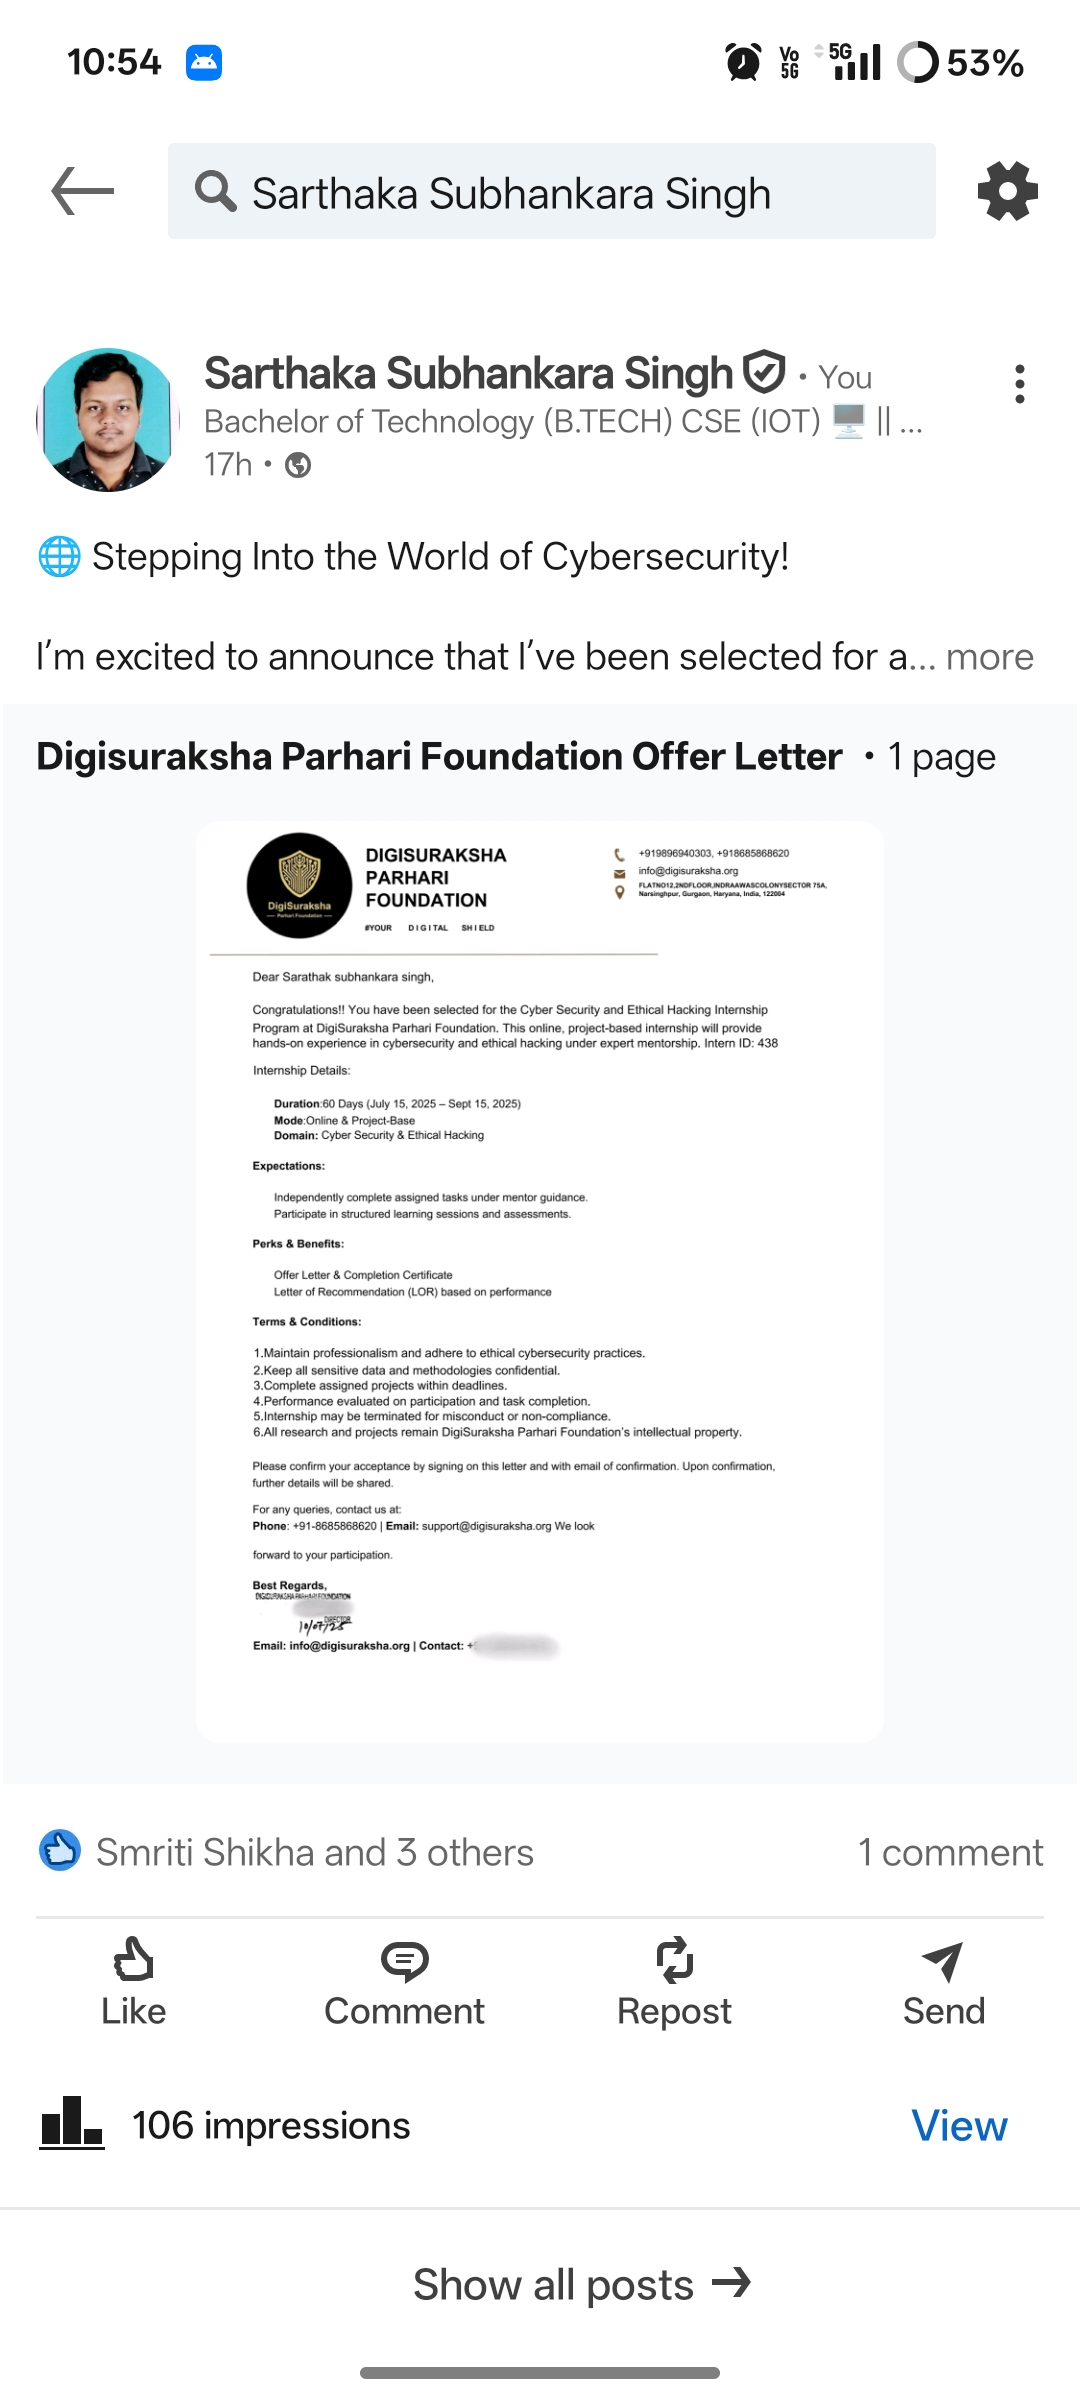 10:54
Vo 5G 5G 53%
Sarthaka Subhankara Singh
Sarthaka Subhankara Singh • You
Bachelor of Technology (B.TECH) CSE (IOT) 🖥️ || ...
17h •
🌐 Stepping Into the World of Cybersecurity!
I'm excited to announce that I've been selected for a... more
Digisuraksha Parhari Foundation Offer Letter • 1 page
DigiSuraksha
Parhari Foundation
DIGISURAKSHA
PARHARI
FOUNDATION
#YOUR DIGITAL SHIELD
+919896940303, +918685868620
info@digisuraksha.org
FLATNO12,2NDFLOOR,INDRAAWASCOLONYSECTOR 75A,
Narsinghpur, Gurgaon, Haryana, India, 122004
Dear Sarathak subhankara singh,
Congratulations!! You have been selected for the Cyber Security and Ethical Hacking Internship
Program at DigiSuraksha Parhari Foundation. This online, project-based internship will provide
hands-on experience in cybersecurity and ethical hacking under expert mentorship. Intern ID: 438
Internship Details:
Duration:60 Days (July 15, 2025 – Sept 15, 2025)
Mode:Online & Project-Base
Domain: Cyber Security & Ethical Hacking
Expectations:
Independently complete assigned tasks under mentor guidance.
Participate in structured learning sessions and assessments.
Perks & Benefits:
Offer Letter & Completion Certificate
Letter of Recommendation (LOR) based on performance
Terms & Conditions:
1.Maintain professionalism and adhere to ethical cybersecurity practices.
2.Keep all sensitive data and methodologies confidential.
3.Complete assigned projects within deadlines.
4.Performance evaluated on participation and task completion.
5.Internship may be terminated for misconduct or non-compliance.
6.All research and projects remain DigiSuraksha Parhari Foundation's intellectual property.
Please confirm your acceptance by signing on this letter and with email of confirmation. Upon confirmation,
further details will be shared.
For any queries, contact us at:
Phone: +91-8685868620 | Email: support@digisuraksha.org We look
forward to your participation.
Best Regards,
DIGISURAKSHA PARHARI FOUNDATION
DIRECTOR
10/07/25
Email: info@digisuraksha.org | Contact: +
Smriti Shikha and 3 others
1 comment
Like
Comment
Repost
Send
106 impressions
View
Show all posts →